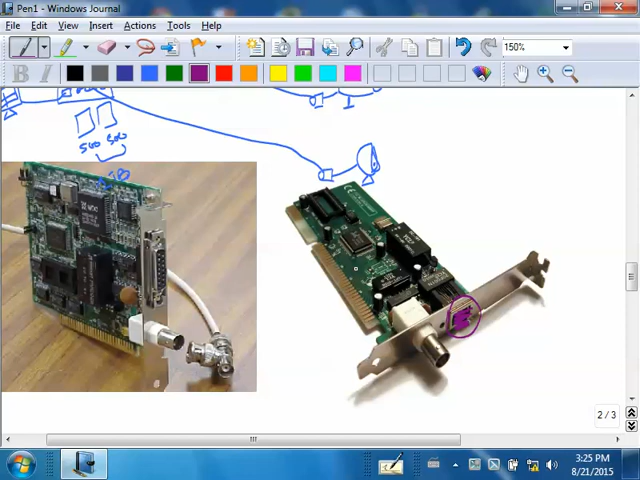 Pen1 - Windows Journal
File Edit View Insert Actions Tools Help
150%
500 500
2/3
3:25 PM
8/21/2015